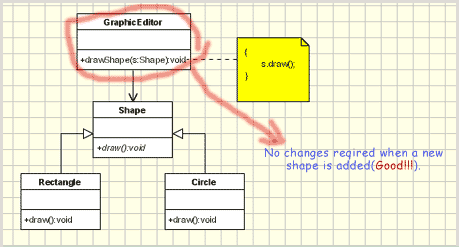 GraphicEditor
+drawShape(s:Shape):void
{
s.draw();
}
Shape
+draw():void
No changes reqired when a new
shape is added(Good!!!).
Rectangle
+draw():void
Circle
+draw():void